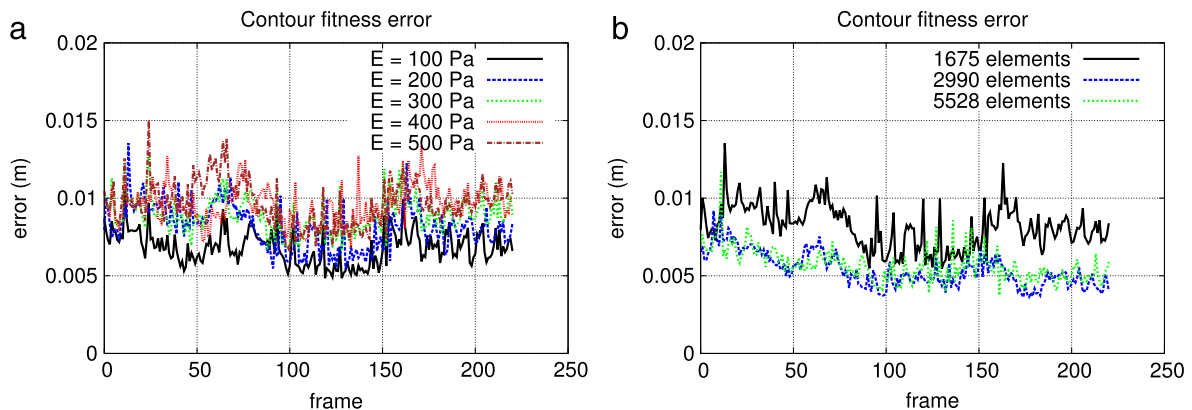 a
Contour fitness error
0.02
0.015
0.01
0.005
0
error (m)
E = 100 Pa
E = 200 Pa
E = 300 Pa
E = 400 Pa
E = 500 Pa
0 50 100 150 200 250
frame
b
Contour fitness error
0.02
0.015
0.01
0.005
0
error (m)
1675 elements
2990 elements
5528 elements
0 50 100 150 200 250
frame